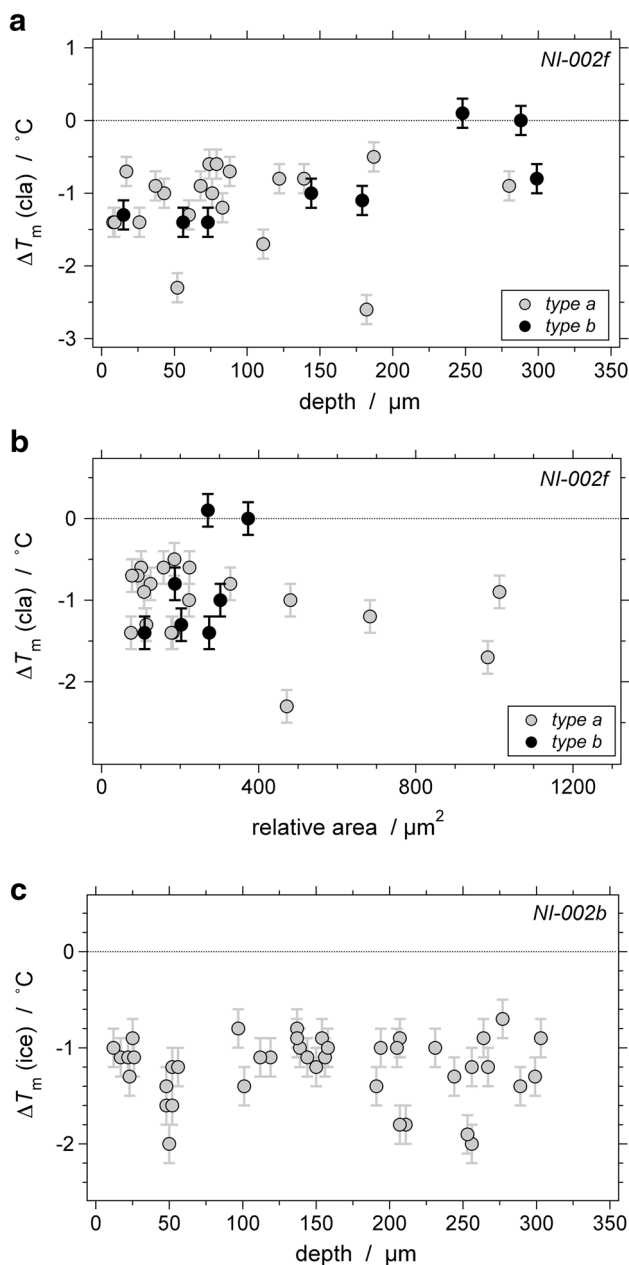 a
NI-002f
1
0
-1
-2
-3
ΔTm (cla) / °C
type a
type b
0 50 100 150 200 250 300 350
depth / µm
b
NI-002f
0
-1
-2
ΔTm (cla) / °C
type a
type b
0 400 800 1200
relative area / µm²
c
NI-002b
0
-1
-2
ΔTm (ice) / °C
0 50 100 150 200 250 300 350
depth / µm